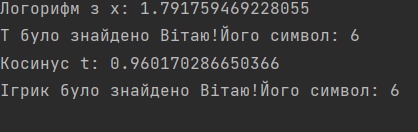 Логорифм з х: 1.791759469228055
Т було знайдено Вітаю!Його символ: 6
Косинус t: 0.960170286650366
Ігрик було знайдено Вітаю!Його символ: 6